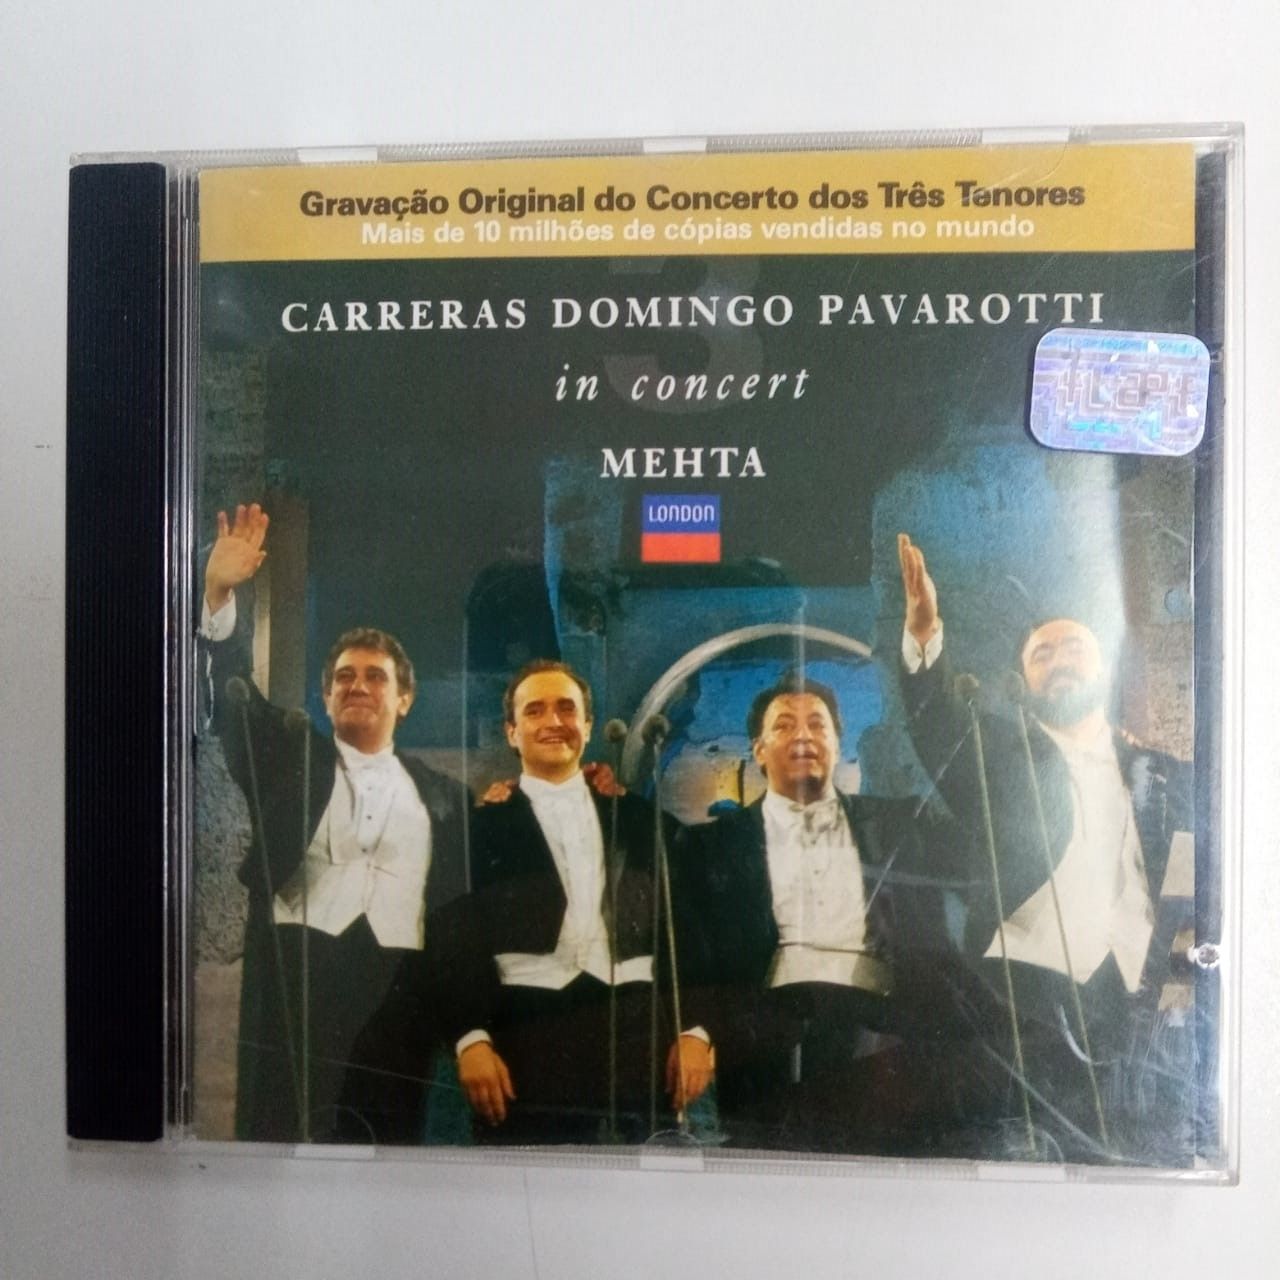 Gravação Original do Concerto dos Três Tenores
Mais de 10 milhões de cópias vendidas no mundo
3
CARRERAS DOMINGO PAVAROTTI
in concert
MEHTA
LONDON